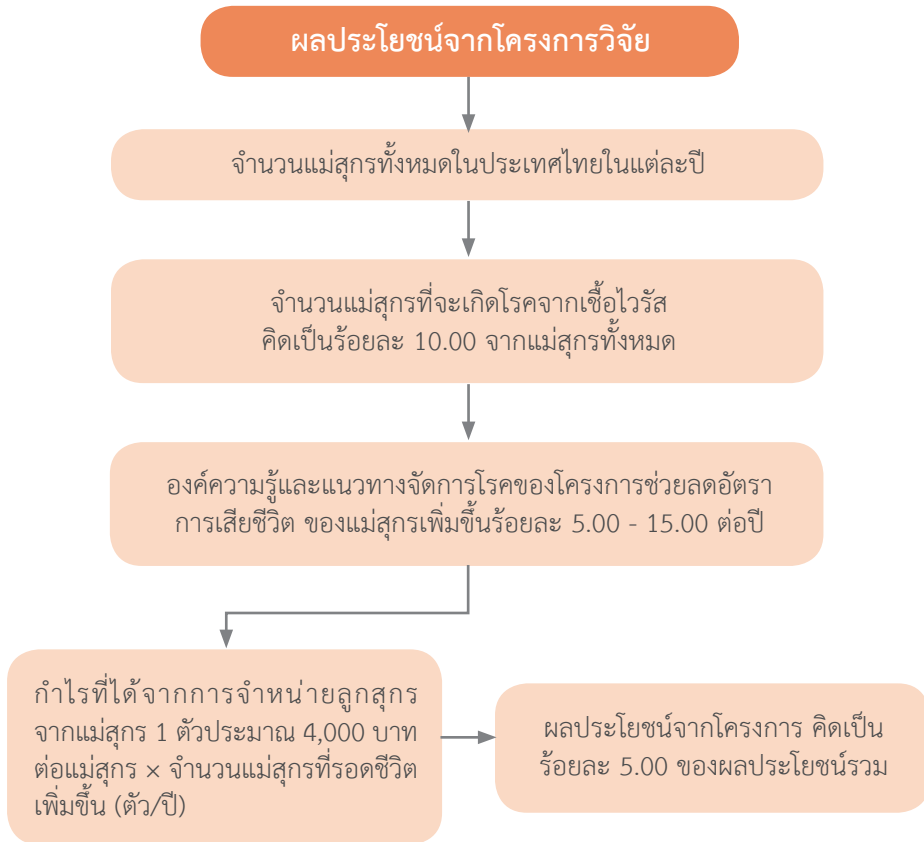 ผลประโยชน์จากโครงการวิจัย
จำนวนแม่สุกรทั้งหมดในประเทศไทยในแต่ละปี
จำนวนแม่สุกรที่จะเกิดโรคจากเชื้อไวรัส
คิดเป็นร้อยละ 10.00 จากแม่สุกรทั้งหมด
องค์ความรู้และแนวทางจัดการโรคของโครงการช่วยลดอัตรา
การเสียชีวิต ของแม่สุกรเพิ่มขึ้นร้อยละ 5.00 - 15.00 ต่อปี
กำไรที่ได้จากการจำหน่ายลูกสุกร
จากแม่สุกร 1 ตัวประมาณ 4,000 บาท
ต่อแม่สุกร × จำนวนแม่สุกรที่รอดชีวิต
เพิ่มขึ้น (ตัว/ปี)
ผลประโยชน์จากโครงการ คิดเป็น
ร้อยละ 5.00 ของผลประโยชน์รวม